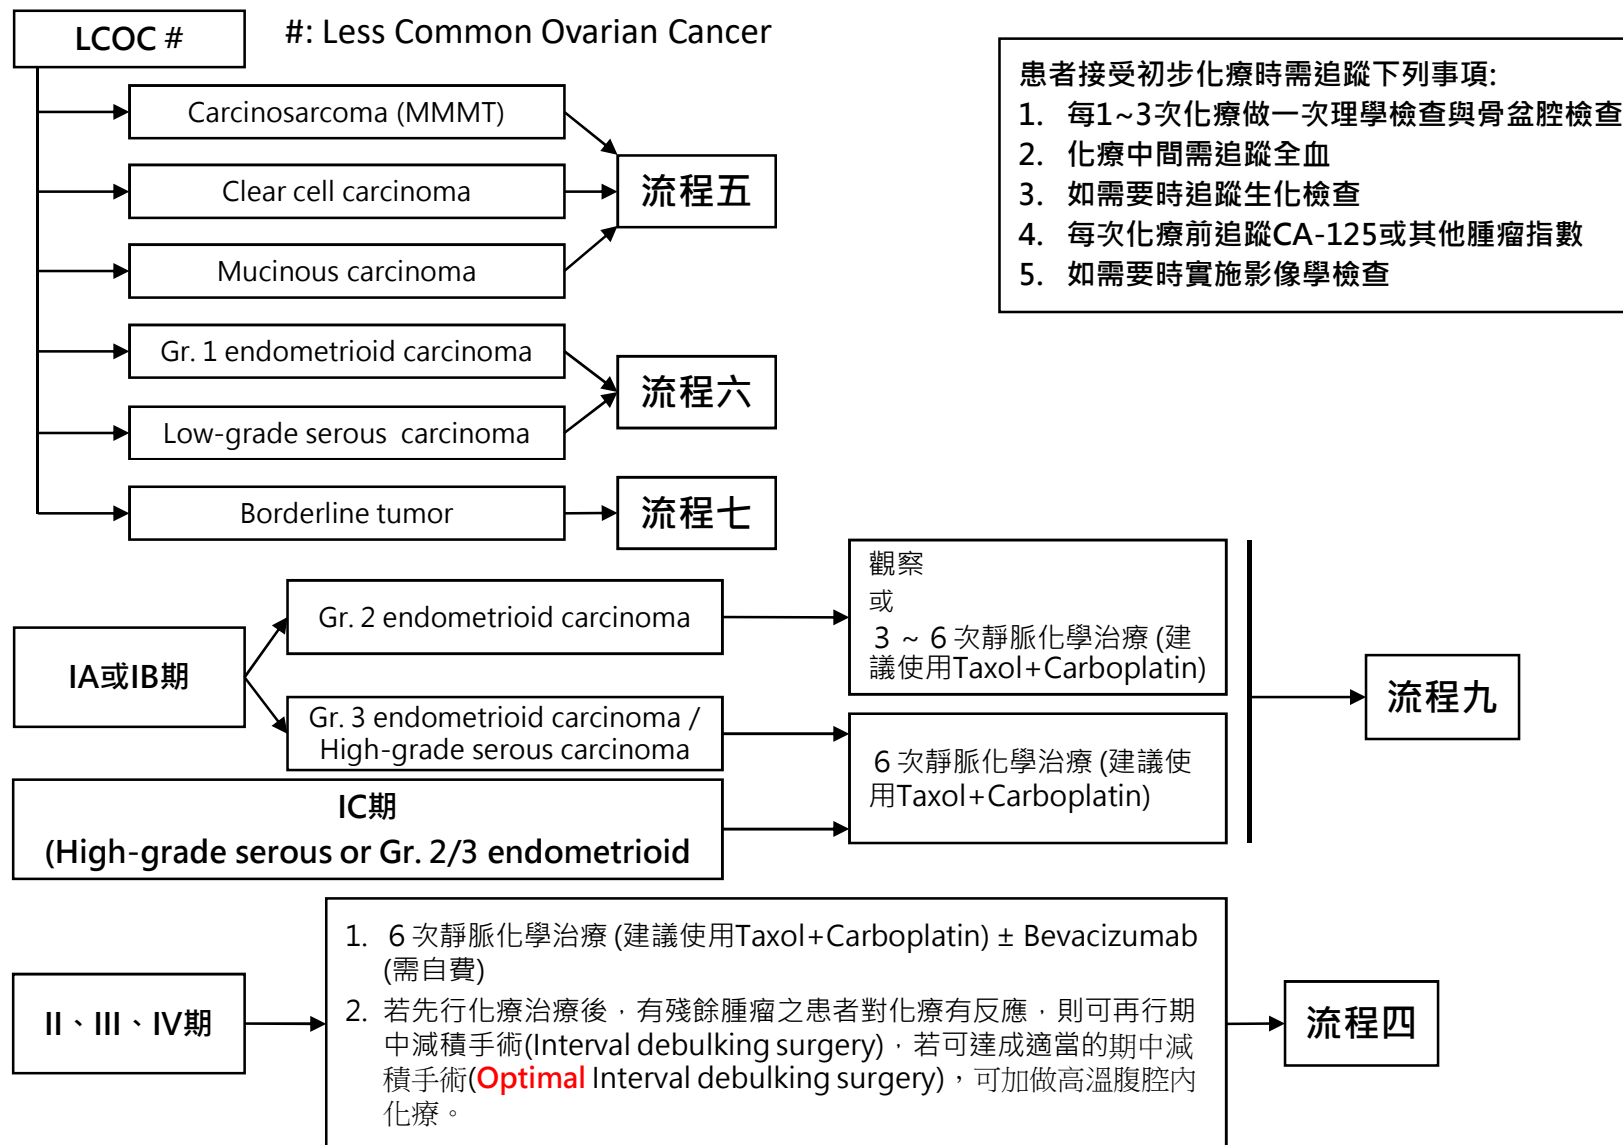 LCOC #
#: Less Common Ovarian Cancer
Carcinosarcoma (MMMT)
Clear cell carcinoma
Mucinous carcinoma
流程五
Gr. 1 endometrioid carcinoma
Low-grade serous carcinoma
流程六
Borderline tumor
流程七
患者接受初步化療時需追蹤下列事項:
1. 每1~3次化療做一次理學檢查與骨盆腔檢查
2. 化療中間需追蹤全血
3. 如需要時追蹤生化檢查
4. 每次化療前追蹤CA-125或其他腫瘤指數
5. 如需要時實施影像學檢查
IA或IB期
Gr. 2 endometrioid carcinoma
觀察
或
３～６次靜脈化學治療 (建
議使用Taxol+Carboplatin)
Gr. 3 endometrioid carcinoma /
High-grade serous carcinoma
IC期
(High-grade serous or Gr. 2/3 endometrioid
６次靜脈化學治療 (建議使
用Taxol+Carboplatin)
流程九
II、III、IV期
1. ６次靜脈化學治療 (建議使用Taxol+Carboplatin) ± Bevacizumab
(需自費)
2. 若先行化療治療後，有殘餘腫瘤之患者對化療有反應，則可再行期
中減積手術(Interval debulking surgery)，若可達成適當的期中減
積手術(Optimal Interval debulking surgery)，可加做高溫腹腔內
化療。
流程四